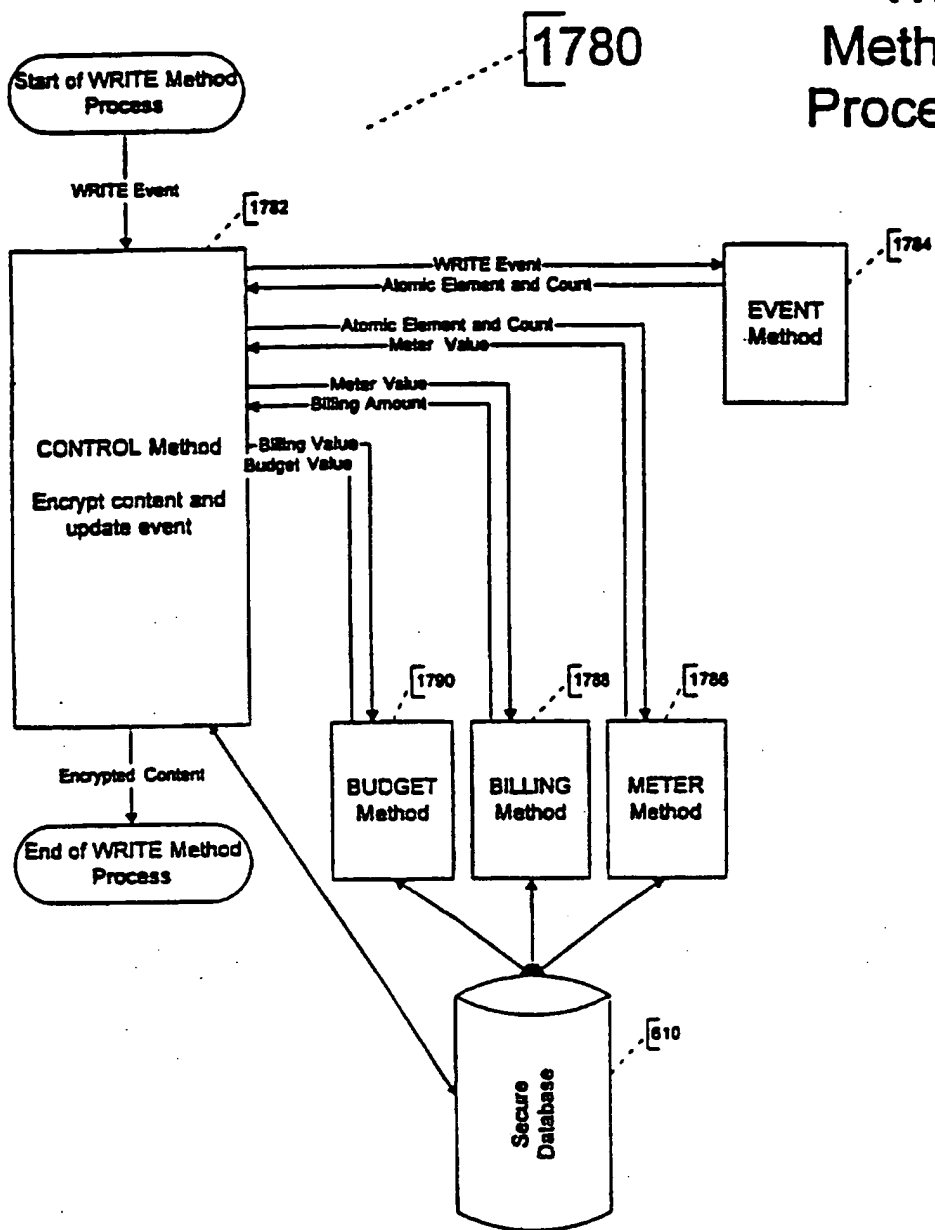 1780
Start of WRITE Method
Process
WRITE Event
1782
WRITE Event
Atomic Element and Count
1784
EVENT
Method
Atomic Element and Count
Meter Value
Meter Value
Billing Amount
CONTROL Method
Encrypt content and
update event
Billing Value
Budget Value
1790
1788
1786
BUDGET
Method
BILLING
Method
METER
Method
Encrypted Content
End of WRITE Method
Process
610
Secure
Database